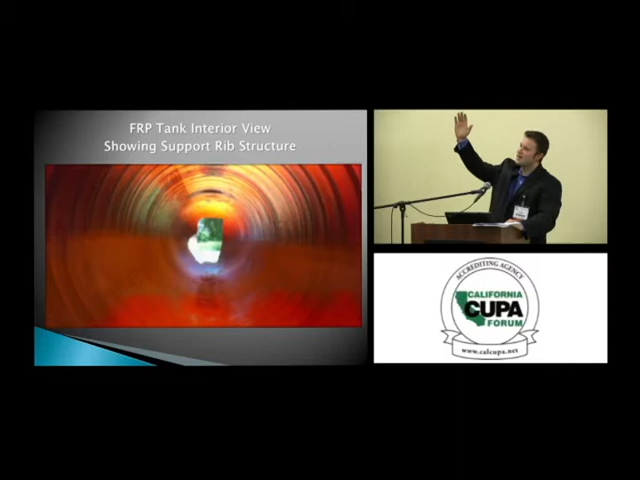 FRP Tank Interior View
Showing Support Rib Structure
ACCREDITING AGENCY
CALIFORNIA
CUPA
FORUM
www.calcupa.net